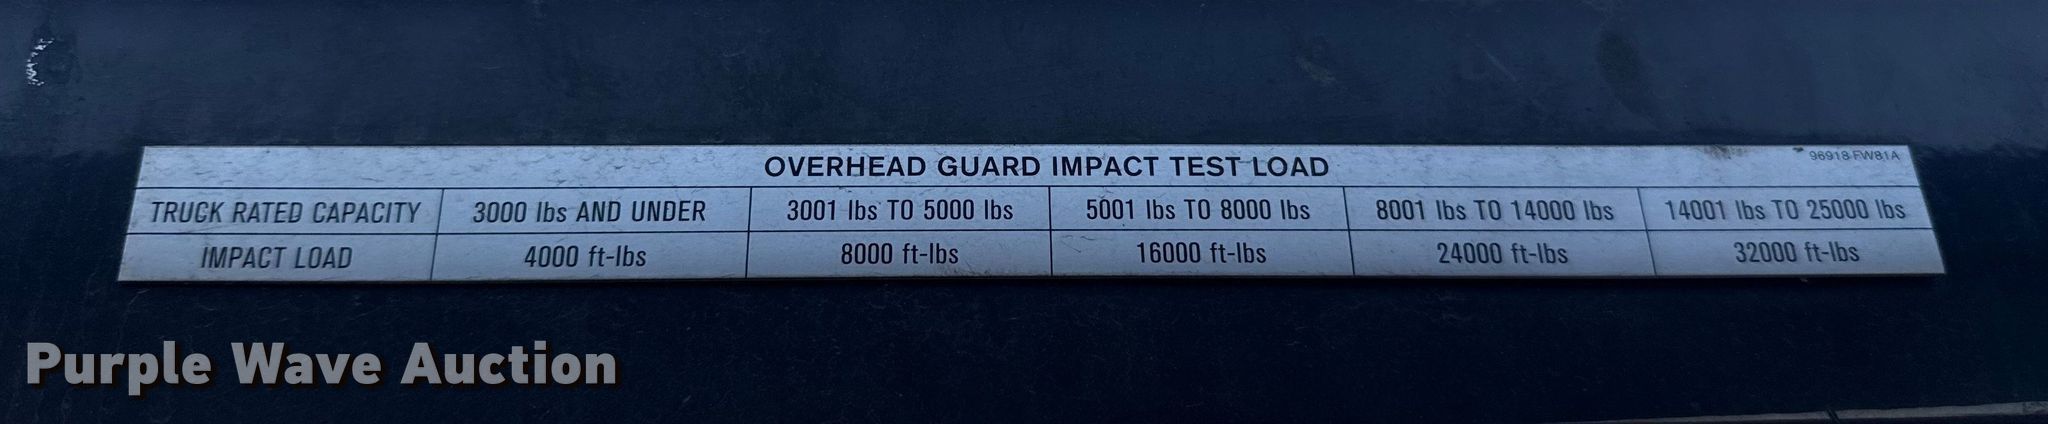 OVERHEAD GUARD IMPACT TEST LOAD 96918-FW81A
TRUCK RATED CAPACITY 3000 lbs AND UNDER 3001 lbs TO 5000 lbs 5001 lbs TO 8000 lbs 8001 lbs TO 14000 lbs 14001 lbs TO 25000 lbs
IMPACT LOAD 4000 ft-lbs 8000 ft-lbs 16000 ft-lbs 24000 ft-lbs 32000 ft-lbs
Purple Wave Auction